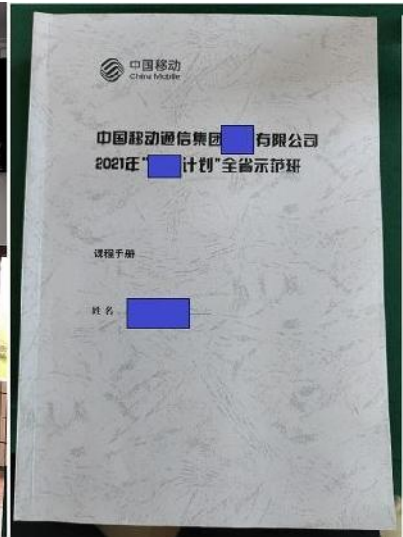 中国移动
China Mobile
中国移动通信集团 有限公司
2021年“ 计划”全省示范班
课程手册
姓名